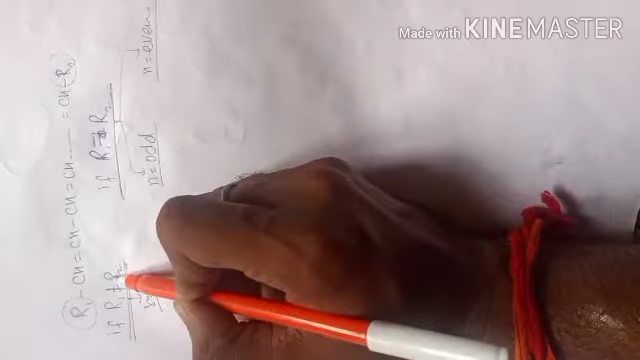 Made with KINEMASTER
R₁-CH=CH-CH=CH---- = CH-R₂
if R₁≠R₂
if R₁=R₂
n=odd
n=even